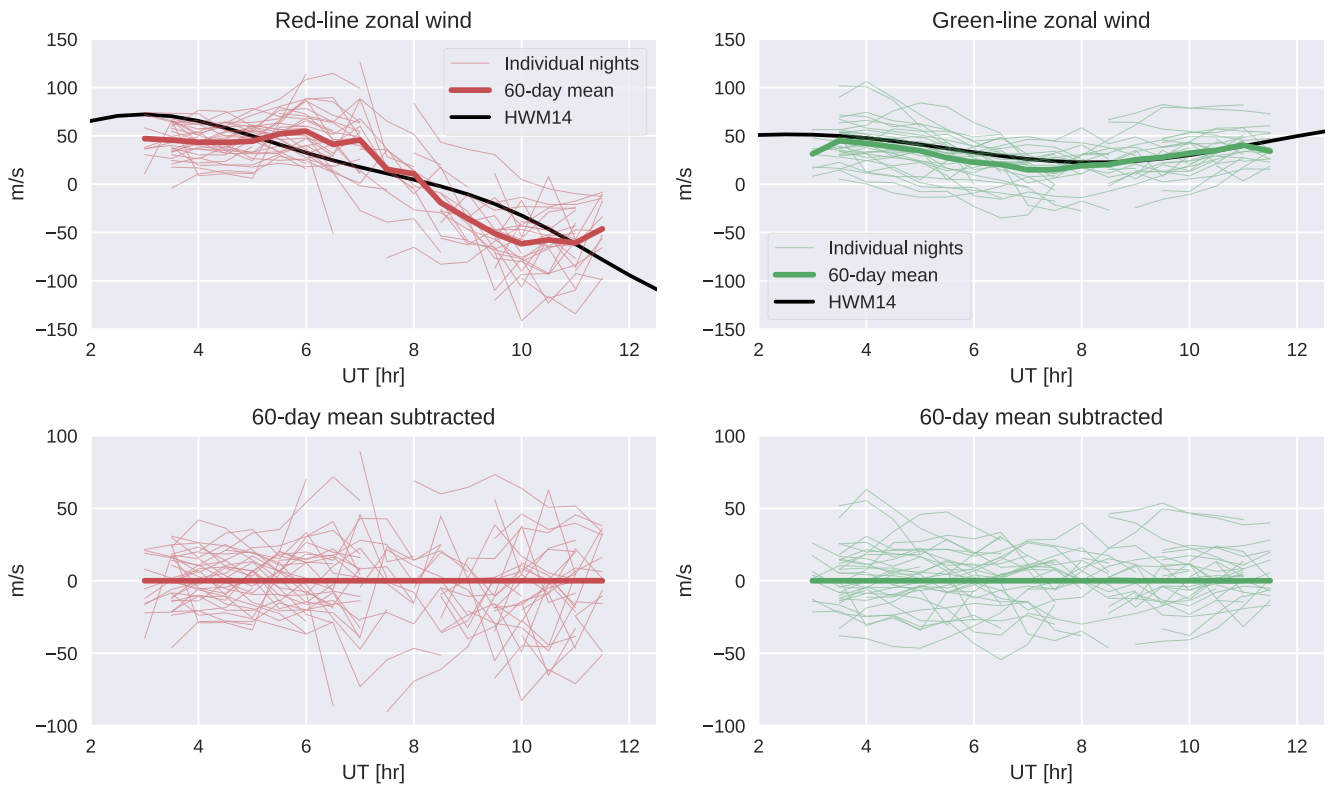 Red-line zonal wind
150
100
50
0
−50
−100
−150
m/s
Individual nights
60-day mean
HWM14
2
4
6
8
10
12
UT [hr]
Green-line zonal wind
150
100
50
0
−50
−100
−150
m/s
Individual nights
60-day mean
HWM14
2
4
6
8
10
12
UT [hr]
60-day mean subtracted
100
50
0
−50
−100
m/s
2
4
6
8
10
12
UT [hr]
60-day mean subtracted
100
50
0
−50
−100
m/s
2
4
6
8
10
12
UT [hr]